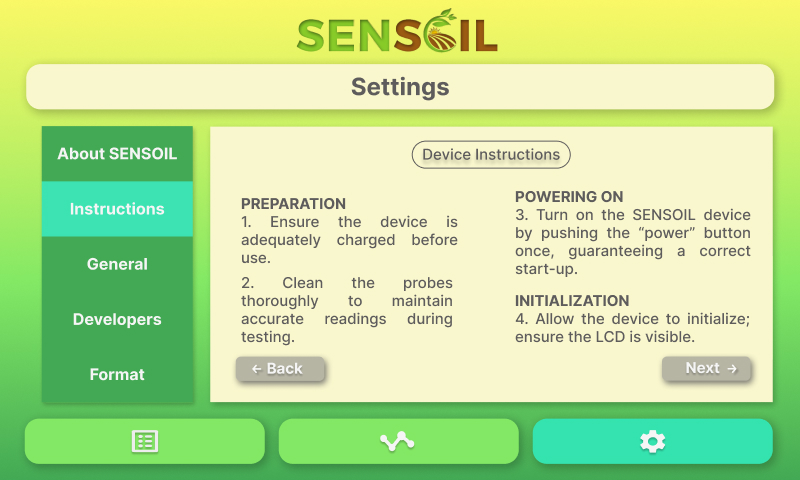 SENSOIL
Settings
About SENSOIL
Instructions
General
Developers
Format
Device Instructions
PREPARATION
1. Ensure the device is
adequately charged before
use.
2. Clean the probes
thoroughly to maintain
accurate readings during
testing.
← Back
POWERING ON
3. Turn on the SENSOIL device
by pushing the “power” button
once, guaranteeing a correct
start-up.
INITIALIZATION
4. Allow the device to initialize;
ensure the LCD is visible.
Next →